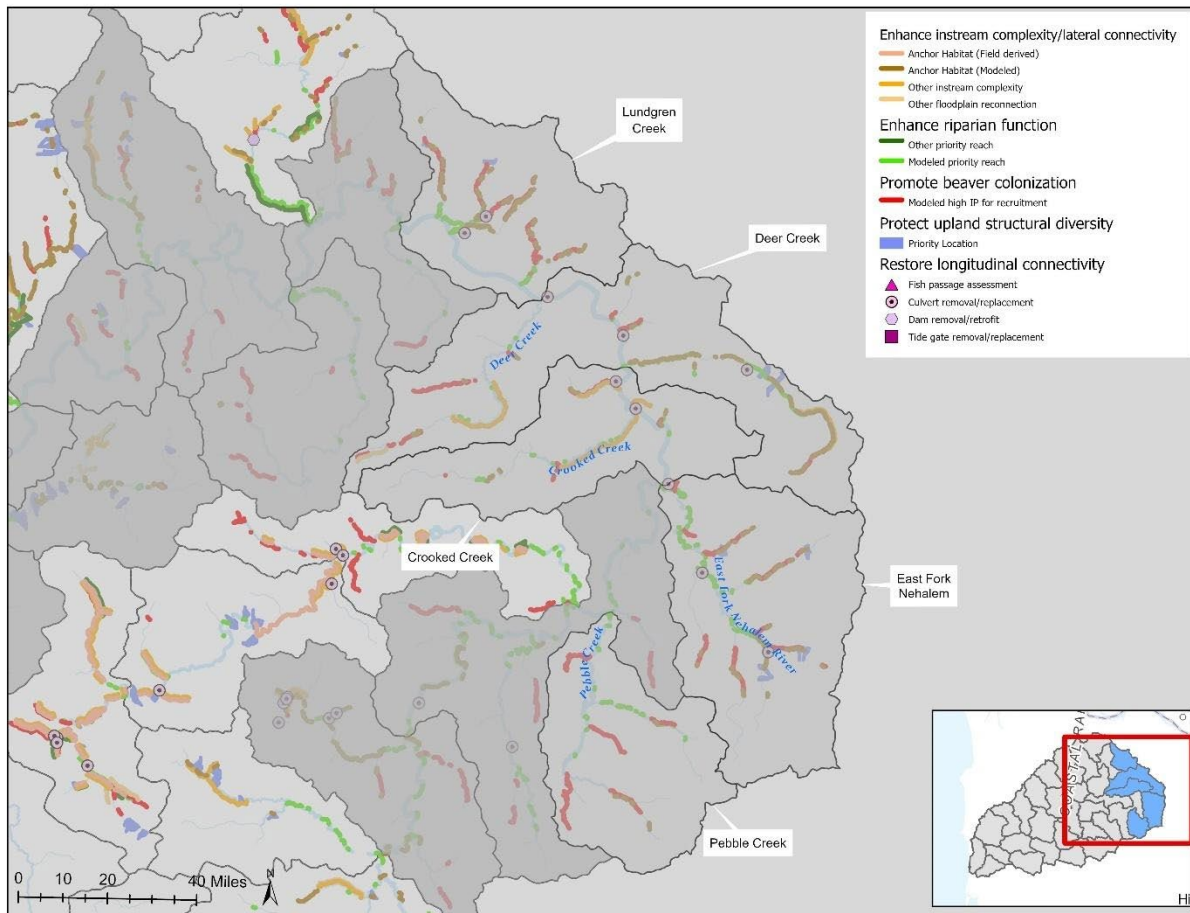 Enhance instream complexity/lateral connectivity
Anchor Habitat (Field derived)
Anchor Habitat (Modeled)
Other instream complexity
Other floodplain reconnection
Enhance riparian function
Other priority reach
Modeled priority reach
Promote beaver colonization
Modeled high IP for recruitment
Protect upland structural diversity
Priority Location
Restore longitudinal connectivity
Fish passage assessment
Culvert removal/replacement
Dam removal/retrofit
Tide gate removal/replacement
Lundgren
Creek
Deer Creek
Deer Creek
Crooked Creek
Crooked Creek
East Fork
Nehalem
East Fork Nehalem River
Pebble Creek
Pebble Creek
0 5 10 20 40 Miles
N
COASTAL RA
Hi